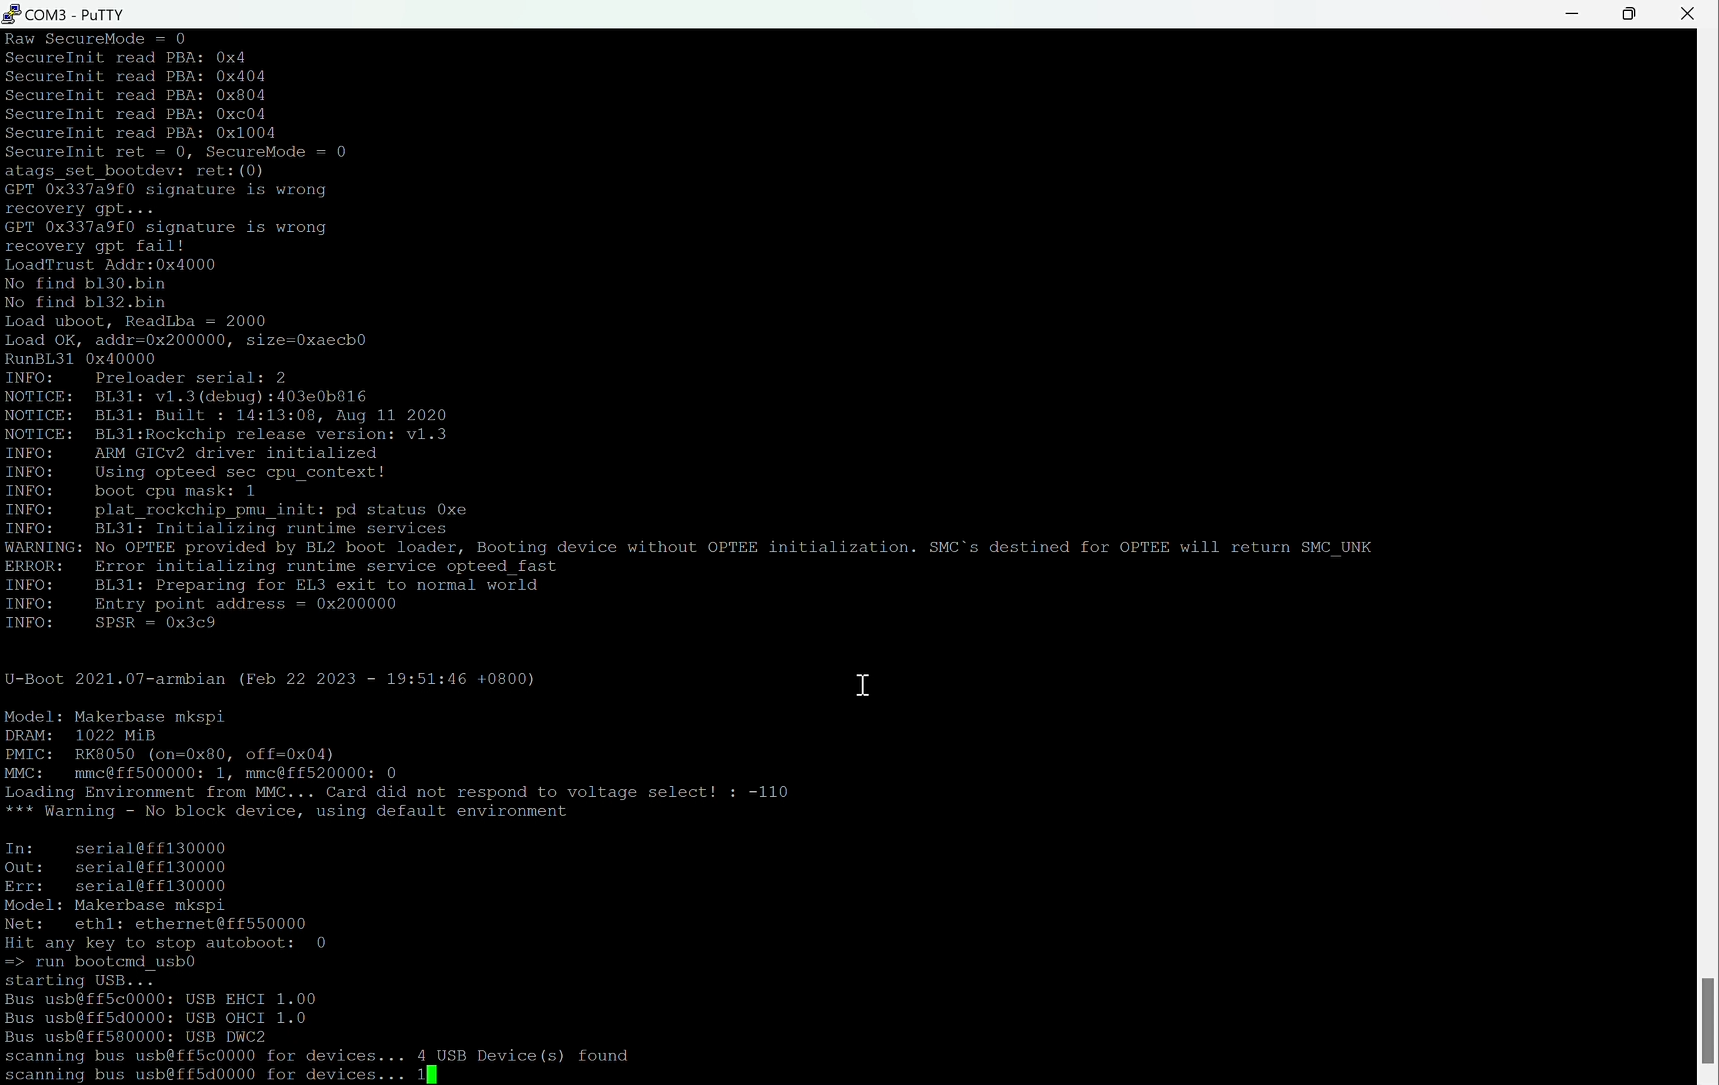 COM3 - PuTTY
Raw SecureMode = 0
SecureInit read PBA: 0x4
SecureInit read PBA: 0x404
SecureInit read PBA: 0x804
SecureInit read PBA: 0xc04
SecureInit read PBA: 0x1004
SecureInit ret = 0, SecureMode = 0
atags_set_bootdev: ret:(0)
GPT 0x337a9f0 signature is wrong
recovery gpt...
GPT 0x337a9f0 signature is wrong
recovery gpt fail!
LoadTrust Addr:0x4000
No find bl30.bin
No find bl32.bin
Load uboot, ReadLba = 2000
Load OK, addr=0x200000, size=0xaecb0
RunBL31 0x40000
INFO:    Preloader serial: 2
NOTICE:  BL31: v1.3(debug):403e0b816
NOTICE:  BL31: Built : 14:13:08, Aug 11 2020
NOTICE:  BL31:Rockchip release version: v1.3
INFO:    ARM GICv2 driver initialized
INFO:    Using opteed sec cpu_context!
INFO:    boot cpu mask: 1
INFO:    plat_rockchip_pmu_init: pd status 0xe
INFO:    BL31: Initializing runtime services
WARNING: No OPTEE provided by BL2 boot loader, Booting device without OPTEE initialization. SMC`s destined for OPTEE will return SMC_UNK
ERROR:   Error initializing runtime service opteed_fast
INFO:    BL31: Preparing for EL3 exit to normal world
INFO:    Entry point address = 0x200000
INFO:    SPSR = 0x3c9
U-Boot 2021.07-armbian (Feb 22 2023 - 19:51:46 +0800)
Model: Makerbase mkspi
DRAM:  1022 MiB
PMIC:  RK8050 (on=0x80, off=0x04)
MMC:   mmc@ff500000: 1, mmc@ff520000: 0
Loading Environment from MMC... Card did not respond to voltage select! : -110
*** Warning - No block device, using default environment
In:    serial@ff130000
Out:   serial@ff130000
Err:   serial@ff130000
Model: Makerbase mkspi
Net:   eth1: ethernet@ff550000
Hit any key to stop autoboot:  0
=> run bootcmd_usb0
starting USB...
Bus usb@ff5c0000: USB EHCI 1.00
Bus usb@ff5d0000: USB OHCI 1.0
Bus usb@ff580000: USB DWC2
scanning bus usb@ff5c0000 for devices... 4 USB Device(s) found
scanning bus usb@ff5d0000 for devices... 1